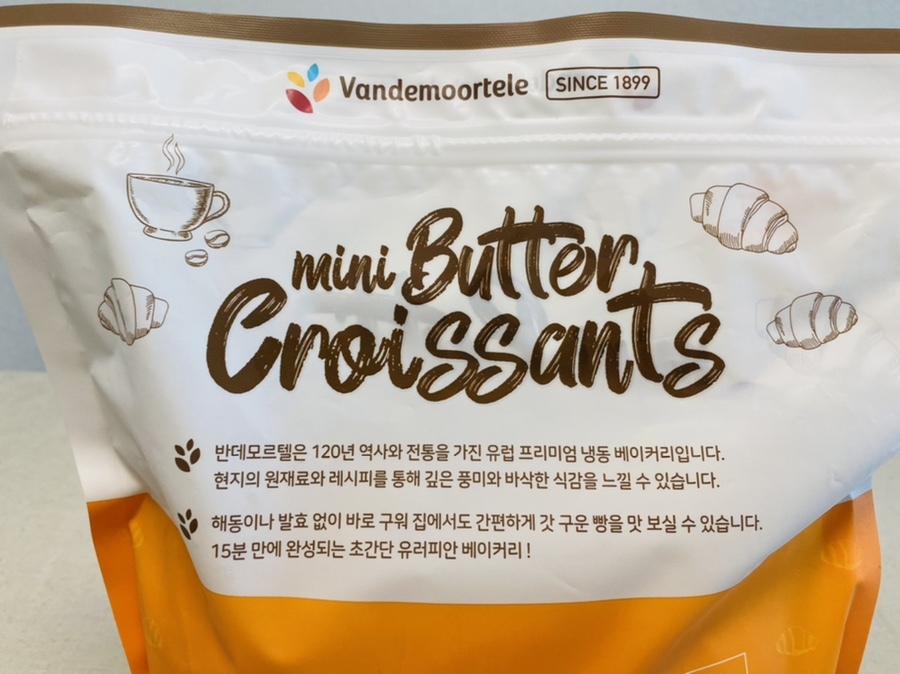 Vandemoortele SINCE 1899
mini Butter
Croissants
반데모르텔은 120년 역사와 전통을 가진 유럽 프리미엄 냉동 베이커리입니다.
현지의 원재료와 레시피를 통해 깊은 풍미와 바삭한 식감을 느낄 수 있습니다.
해동이나 발효 없이 바로 구워 집에서도 간편하게 갓 구운 빵을 맛 보실 수 있습니다.
15분 만에 완성되는 초간단 유러피안 베이커리 !